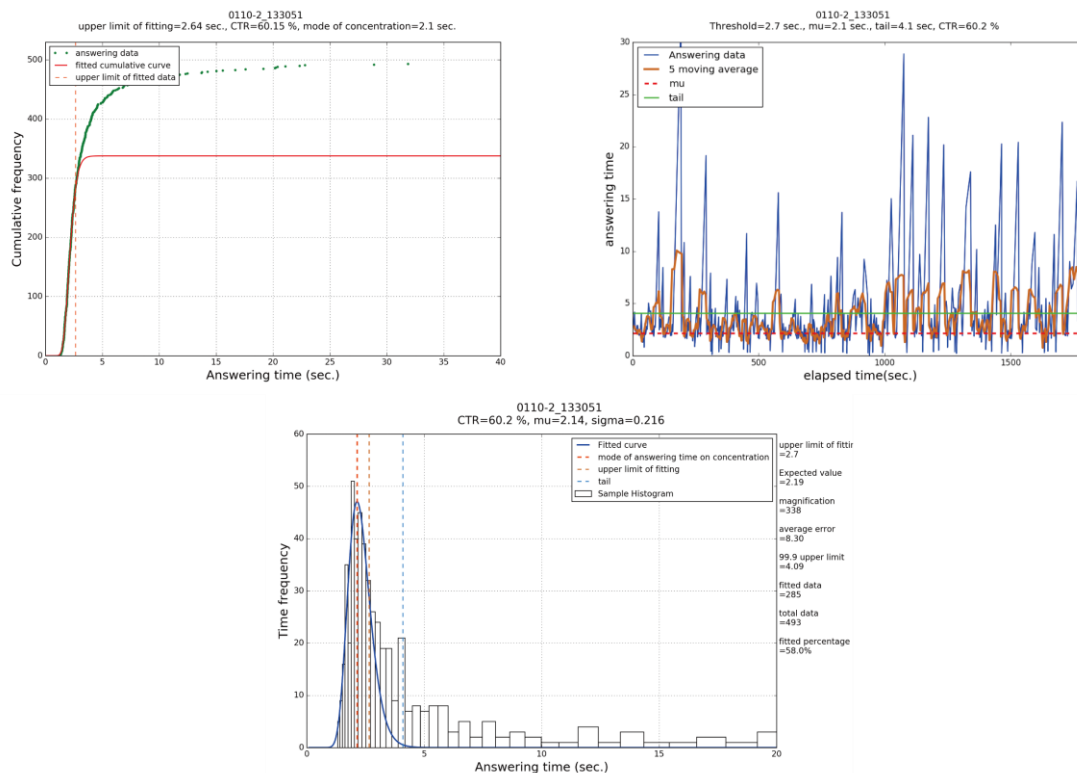 0110-2_133051
upper limit of fitting=2.64 sec., CTR=60.15 %, mode of concentration=2.1 sec.
answering data
fitted cumulative curve
upper limit of fitted data
Cumulative frequency
500
400
300
200
100
0
0 5 10 15 20 25 30 35 40
Answering time (sec.)
0110-2_133051
Threshold=2.7 sec., mu=2.1 sec., tail=4.1 sec, CTR=60.2 %
Answering data
5 moving average
mu
tail
answering time
30
25
20
15
10
5
0
0 500 1000 1500
elapsed time(sec.)
0110-2_133051
CTR=60.2 %, mu=2.14, sigma=0.216
Fitted curve
mode of answering time on concentration
upper limit of fitting
tail
Sample Histogram
Time frequency
60
50
40
30
20
10
0
0 5 10 15 20
Answering time (sec.)
upper limit of fittin
=2.7
Expected value
=2.19
magnification
=338
average error
=8.30
99.9 upper limit
=4.09
fitted data
=285
total data
=493
fitted percentage
=58.0%